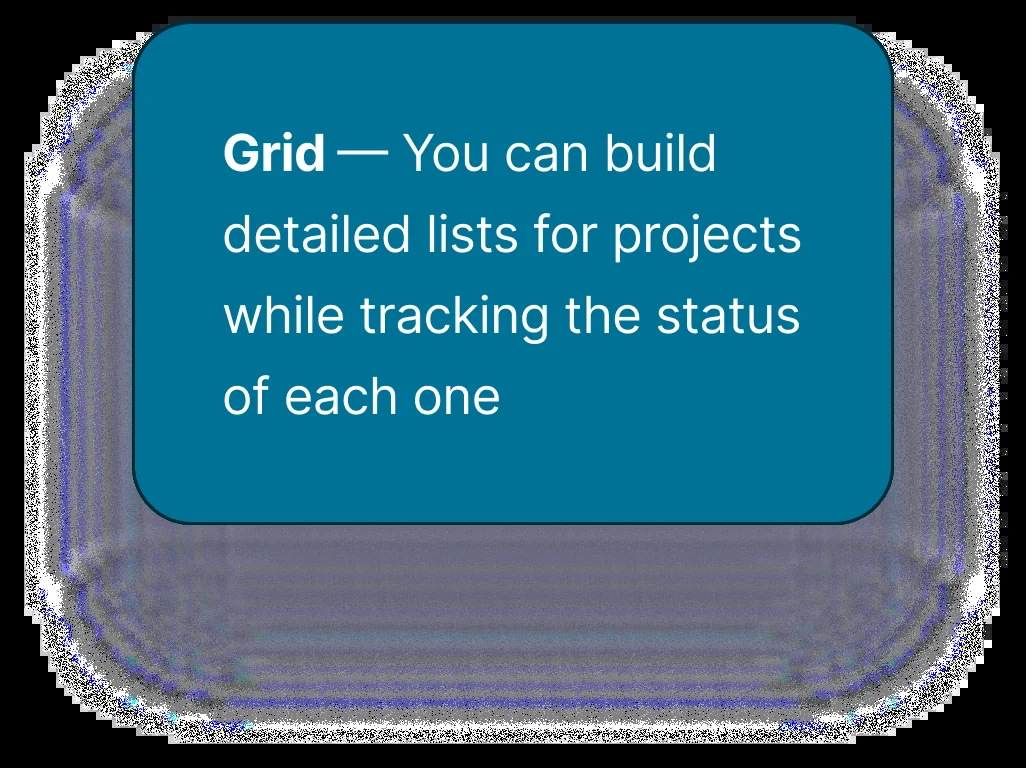 Grid — You can build
detailed lists for projects
while tracking the status
of each one